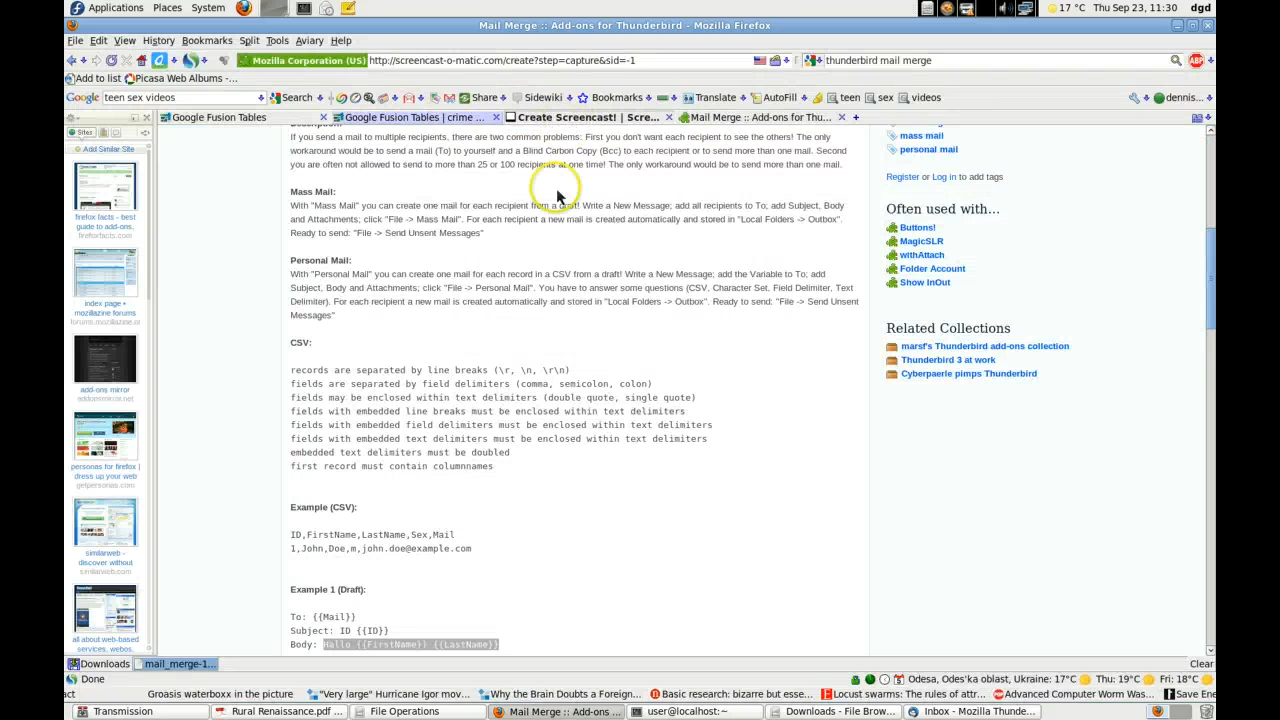 Applications Places System
17 °C Thu Sep 23, 11:30 dgd
Mail Merge :: Add-ons for Thunderbird - Mozilla Firefox
File Edit View History Bookmarks Split Tools Aviary Help
Mozilla Corporation (US) http://screencast-o-matic.com/create?step=capture&sid=-1
thunderbird mail merge
ABP
Add to list Picasa Web Albums -...
Google teen sex videos Search Share Sidewiki Bookmarks Translate AutoFill teen sex videos dennis...
Google Fusion Tables Google Fusion Tables | crime ... Create Screencast! | Scre... Mail Merge :: Add-ons for Thu...
Sites
Add Similar Site
firefox facts - best
guide to add-ons,
firefoxfacts.com
index page •
mozillazine forums
forums.mozillazine.or
add-ons mirror
addonmirror.net
personas for firefox |
dress up your web
getpersonas.com
similarweb -
discover without
similarweb.com
all about web-based
services, webos.
If you send a mail to multiple recipients, there are two common problems: First you don't want each recipient to see the others! The only
workaround would be to send a mail (To) to yourself and a Blind Carbon Copy (Bcc) to each recipient or to send more than one mail. Second
you are often not allowed to send to more than 25 or 100 recipients at one time! The only workaround would be to send more than one mail.
Mass Mail:
With "Mass Mail" you can create one mail for each recipient from a draft! Write a New Message; add all recipients to To; add Subject, Body
and Attachments; click "File -> Mass Mail". For each recipient a new mail is created automatically and stored in "Local Folders -> Outbox".
Ready to send: "File -> Send Unsent Messages"
Personal Mail:
With "Personal Mail" you can create one mail for each record in a CSV from a draft! Write a New Message; add the Variable to To; add
Subject, Body and Attachments; click "File -> Personal Mail". You have to answer some questions (CSV, Character Set, Field Delimiter, Text
Delimiter). For each recipient a new mail is created automatically and stored in "Local Folders -> Outbox". Ready to send: "File -> Send Unsent
Messages"
CSV:
records are separated by line breaks (\r, \n, \r\n)
fields are separated by field delimiters (comma, semicolon, colon)
fields may be enclosed within text delimiters (double quote, single quote)
fields with embedded line breaks must be enclosed within text delimiters
fields with embedded field delimiters must be enclosed within text delimiters
fields with embedded text delimiters must be enclosed within text delimiters
embedded text delimiters must be doubled
first record must contain columnnames
Example (CSV):
ID,FirstName,LastName,Sex,Mail
1,John,Doe,m,john.doe@example.com
Example 1 (Draft):
To: {{Mail}}
Subject: ID {{ID}}
Body: Hallo {{FirstName}} {{LastName}}
mass mail
personal mail
Register or Log in to add tags
Often used with...
Buttons!
MagicSLR
withAttach
Folder Account
Show InOut
Related Collections
marsf's Thunderbird add-ons collection
Thunderbird 3 at work
Cyberpaerle pimps Thunderbird
Downloads mail_merge-1... Clear
Done
Odesa, Odes'ka oblast, Ukraine: 17°C Thu: 19°C Fri: 18°C
act Groasis waterboxx in the picture "Very large" Hurricane Igor mov... Why the Brain Doubts a Foreign... Basic research: bizarre but esse... Locust swarms: The rules of attr... Advanced Computer Worm Was... Save Ene
Transmission Rural Renaissance.pdf ... File Operations Mail Merge :: Add-ons ... user@localhost:~ Downloads - File Brow... Inbox - Mozilla Thunde...